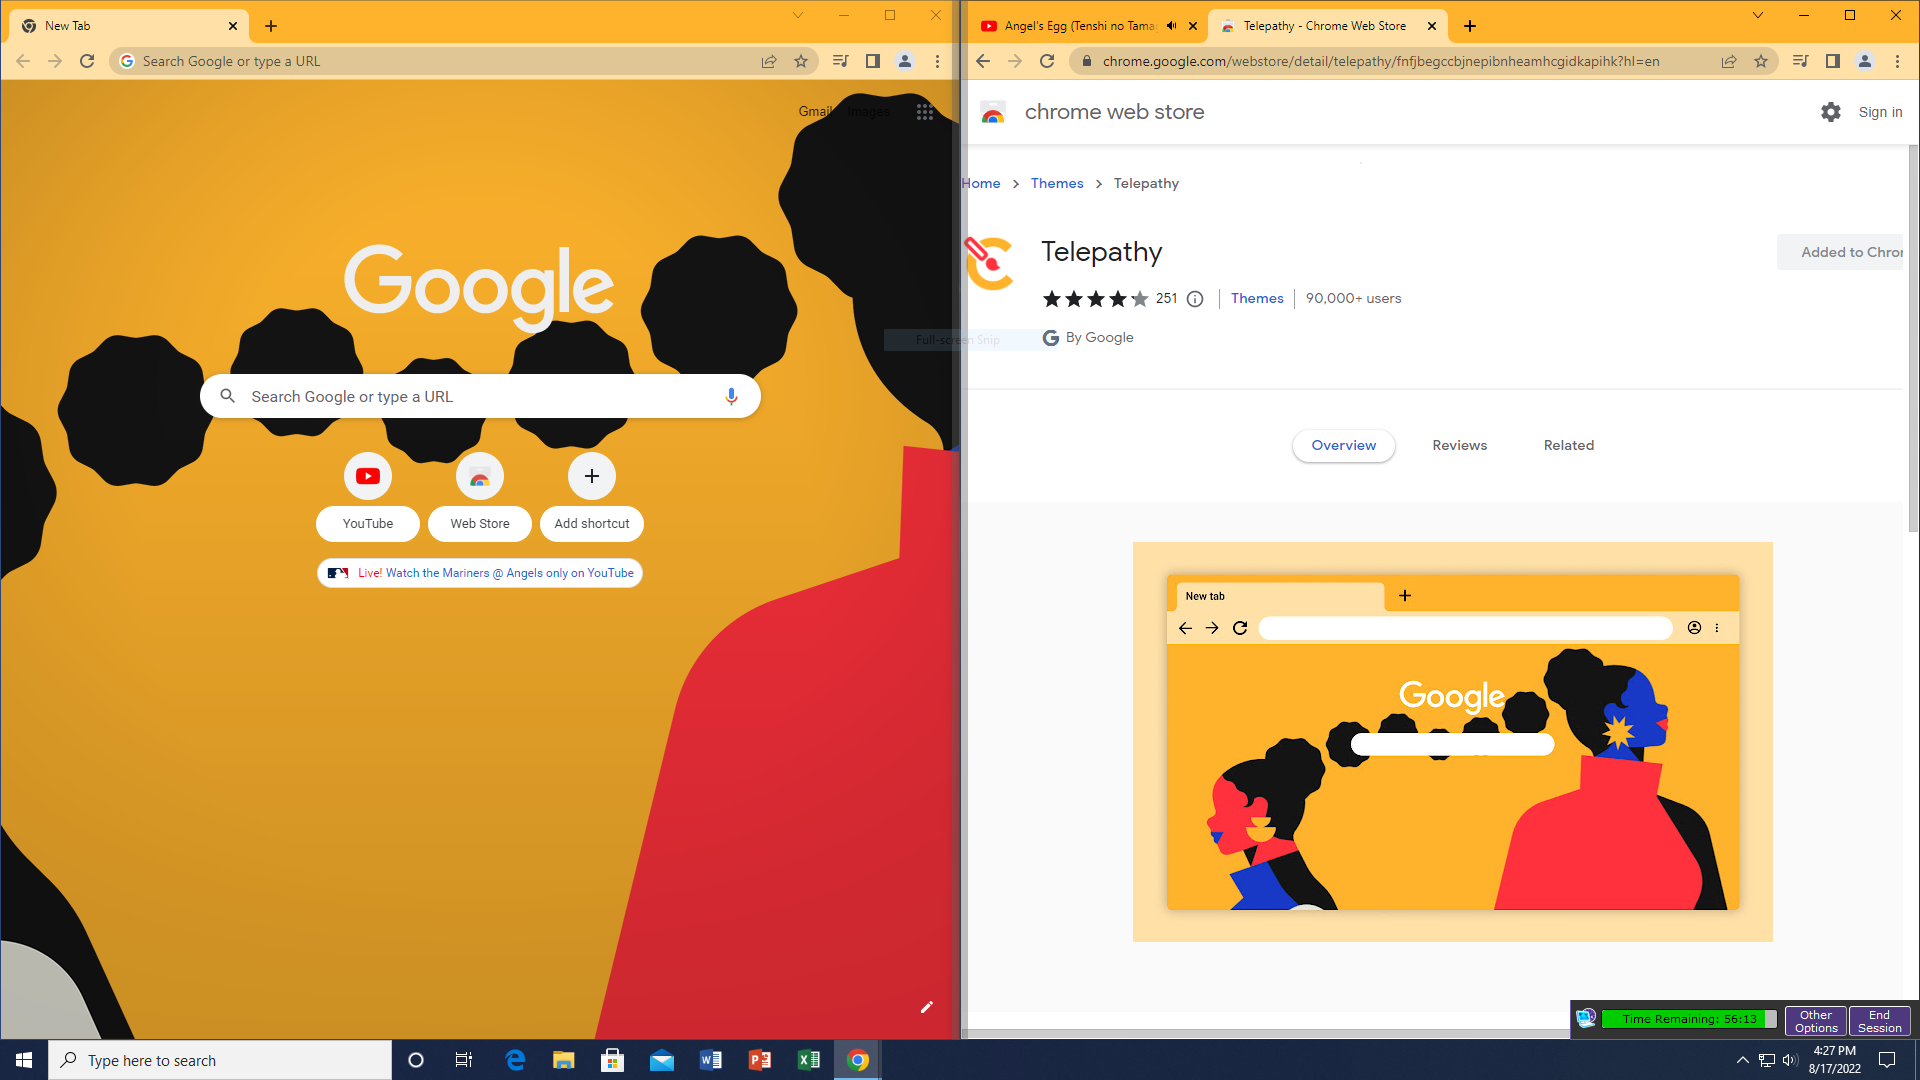 New Tab
Search Google or type a URL
Gmail Images
Google
Search Google or type a URL
YouTube Web Store Add shortcut
Live! Watch the Mariners @ Angels only on YouTube
Full-screen Snip
Angel's Egg (Tenshi no Tama
Telepathy - Chrome Web Store
chrome.google.com/webstore/detail/telepathy/fnfjbegccbjnepibnheamhcgidkapihk?hl=en
chrome web store
Sign in
Home > Themes > Telepathy
Telepathy
Added to Chro
251 Themes 90,000+ users
By Google
Overview Reviews Related
New tab
Google
Time Remaining: 56:13
Other Options
End Session
Type here to search
4:27 PM
8/17/2022